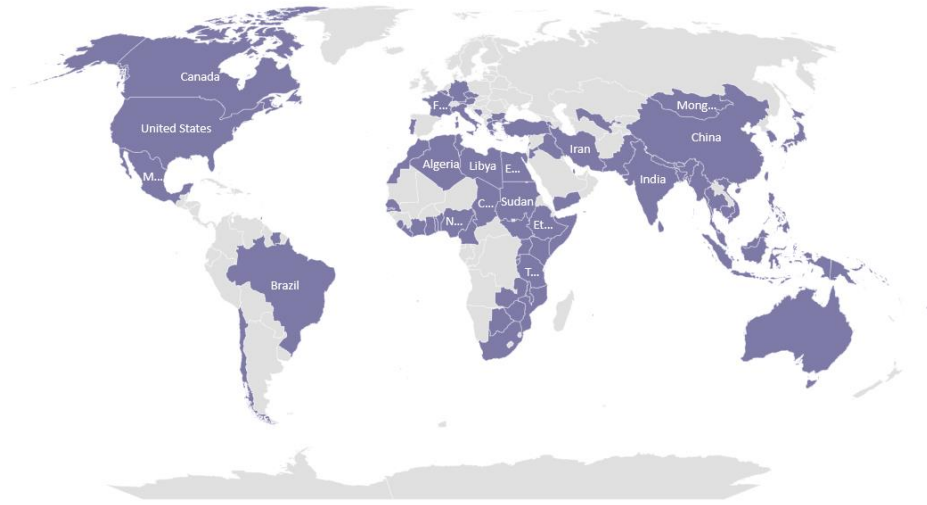 Canada
United States
M...
Brazil
F...
Algeria
Libya
E...
C...
Sudan
N...
Et...
T...
Iran
India
Mong...
China